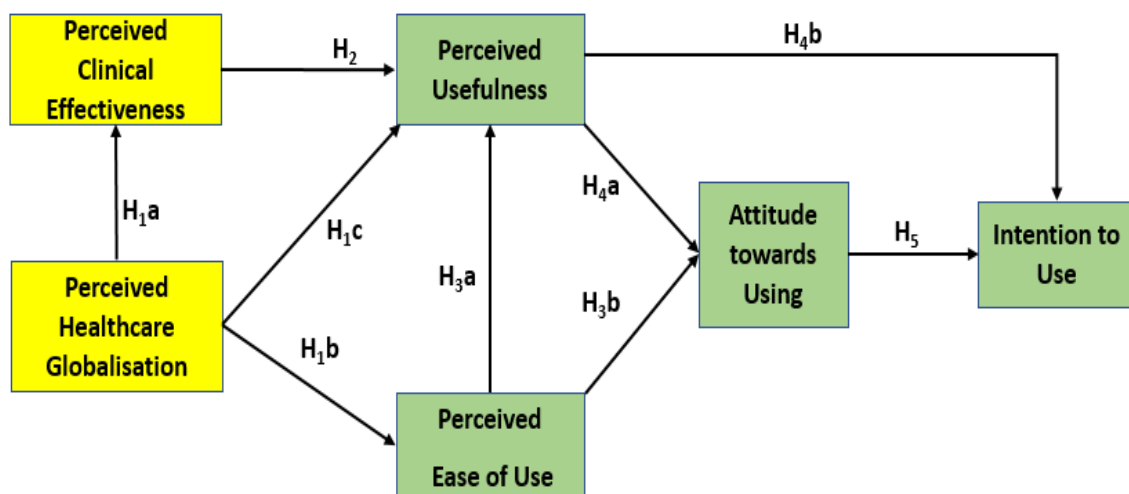 Perceived
Clinical
Effectiveness
H₂
Perceived
Usefulness
H₄b
H₁a
H₁c
H₃a
H₄a
Attitude
towards
Using
H₅
Intention to
Use
Perceived
Healthcare
Globalisation
H₁b
H₃b
Perceived
Ease of Use